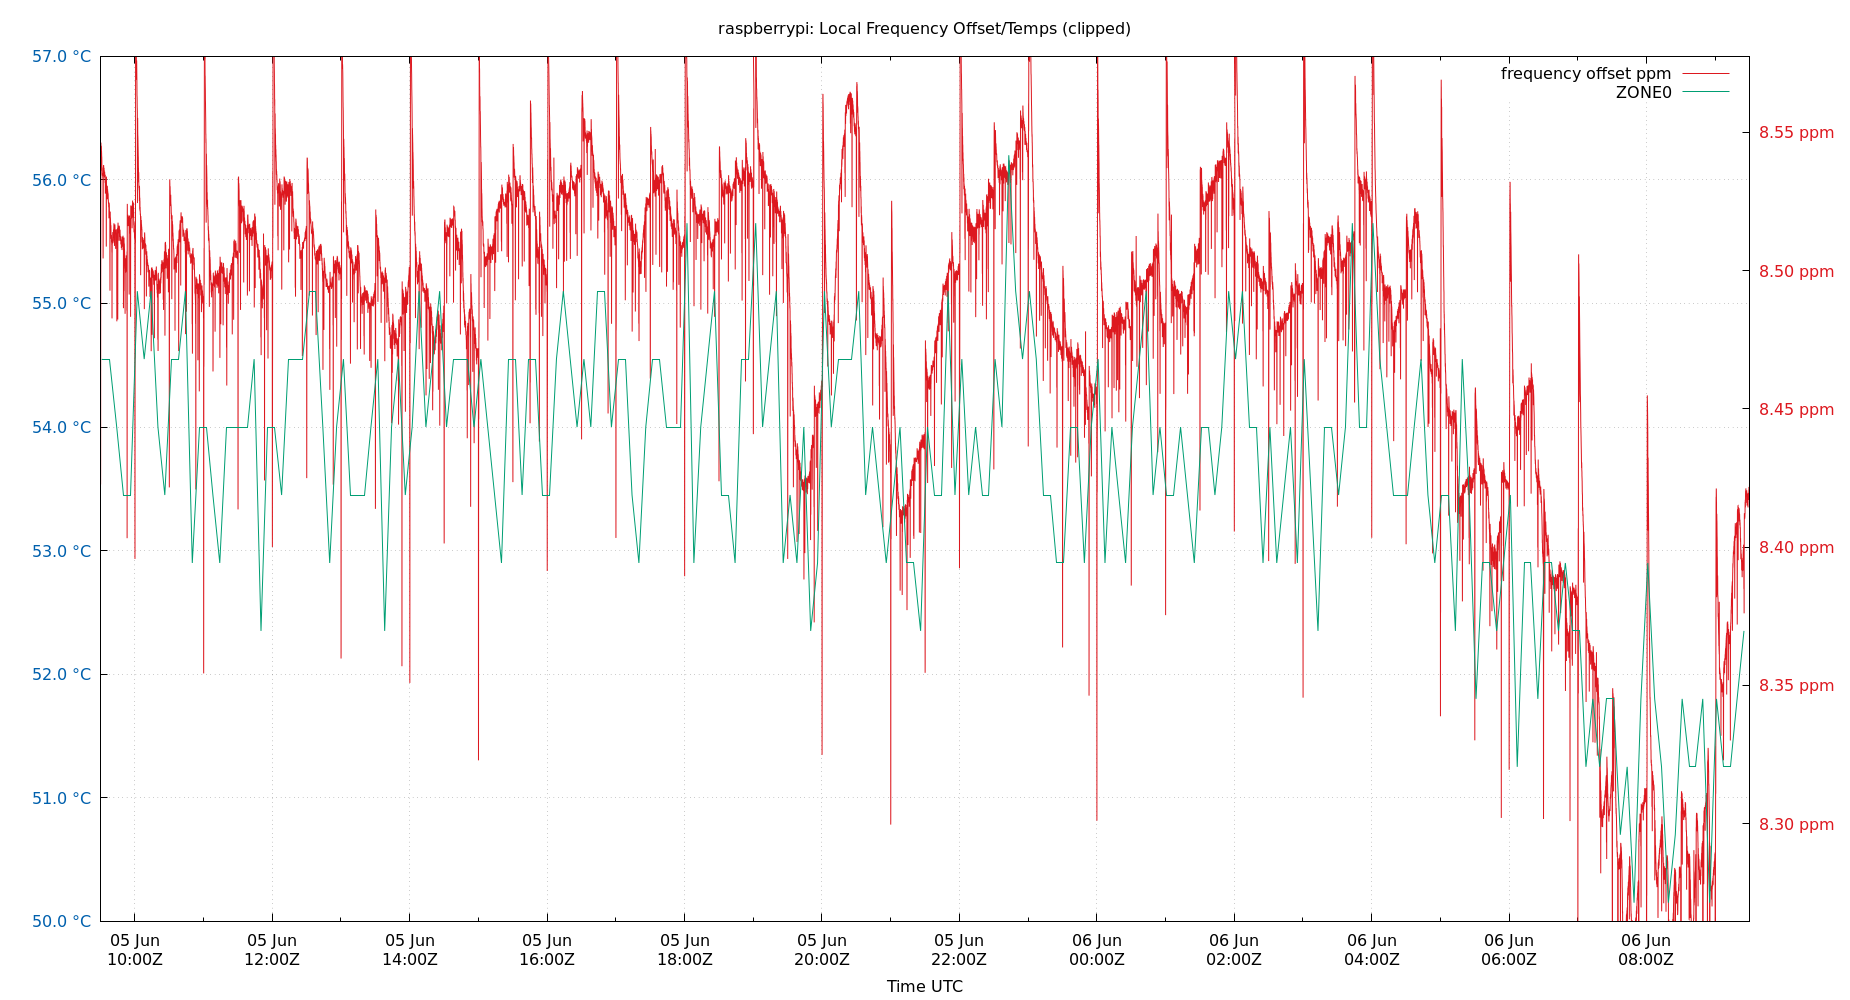 raspberrypi: Local Frequency Offset/Temps (clipped)
57.0 °C
56.0 °C
55.0 °C
54.0 °C
53.0 °C
52.0 °C
51.0 °C
50.0 °C
frequency offset ppm
ZONE0
8.55 ppm
8.50 ppm
8.45 ppm
8.40 ppm
8.35 ppm
8.30 ppm
05 Jun
10:00Z
05 Jun
12:00Z
05 Jun
14:00Z
05 Jun
16:00Z
05 Jun
18:00Z
05 Jun
20:00Z
05 Jun
22:00Z
06 Jun
00:00Z
06 Jun
02:00Z
06 Jun
04:00Z
06 Jun
06:00Z
06 Jun
08:00Z
Time UTC